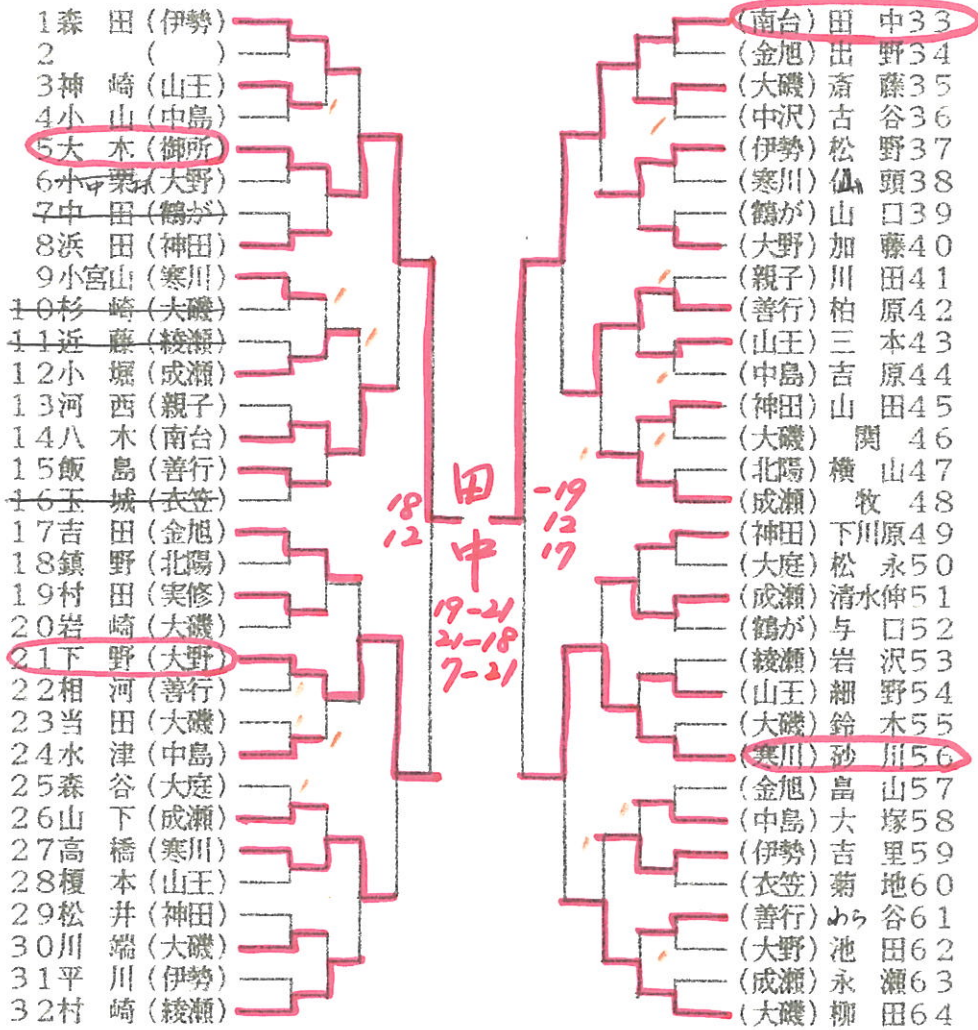 1森 田(伊勢)
2 ( )
3神 崎(山王)
4小 山(中島)
5大 木(御所)
6小 栗(大野)
7中 田(鶴が)
8浜 田(神田)
9小宮山(寒川)
10杉 崎(大磯)
11近 藤(綾瀬)
12小 堀(成瀬)
13河 西(親子)
14八 木(南台)
15飯 島(善行)
16玉 城(衣笠)
17吉 田(金旭)
18鎮 野(北陽)
19村 田(実修)
20岩 崎(大磯)
21下 野(大野)
22相 河(善行)
23当 田(大磯)
24水 津(中島)
25森 谷(大庭)
26山 下(成瀬)
27高 橋(寒川)
28榎 本(山王)
29松 井(神田)
30川 端(大磯)
31平 川(伊勢)
32村 崎(綾瀬)
18
12
田
中
-19
12
17
19-21
21-18
7-21
(南台)田 中33
(金旭)出 野34
(大磯)斎 藤35
(中沢)古 谷36
(伊勢)松 野37
(寒川)仙 頭38
(鶴が)山 口39
(大野)加 藤40
(親子)川 田41
(善行)柏 原42
(山王)三 本43
(中島)吉 原44
(神田)山 田45
(大磯) 関 46
(北陽)横 山47
(成瀬) 牧 48
(神田)下川原49
(大庭)松 永50
(成瀬)清水伸51
(鶴が)与 口52
(綾瀬)岩 沢53
(山王)細 野54
(大磯)鈴 木55
(寒川)砂 川56
(金旭)畠 山57
(中島)大 塚58
(伊勢)吉 里59
(衣笠)菊 地60
(善行)わら 谷61
(大野)池 田62
(成瀬)永 瀬63
(大磯)柳 田64